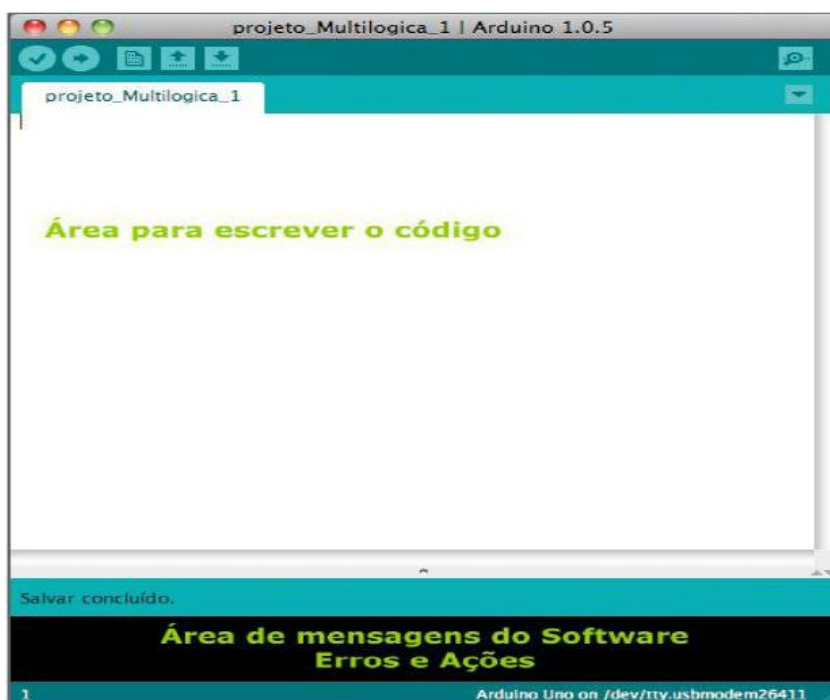 projeto_Multilogica_1 | Arduino 1.0.5
projeto_Multilogica_1
Área para escrever o código
Salvar concluído.
Área de mensagens do Software
Erros e Ações
1
Arduino Uno on /dev/tty.usbmodem26411